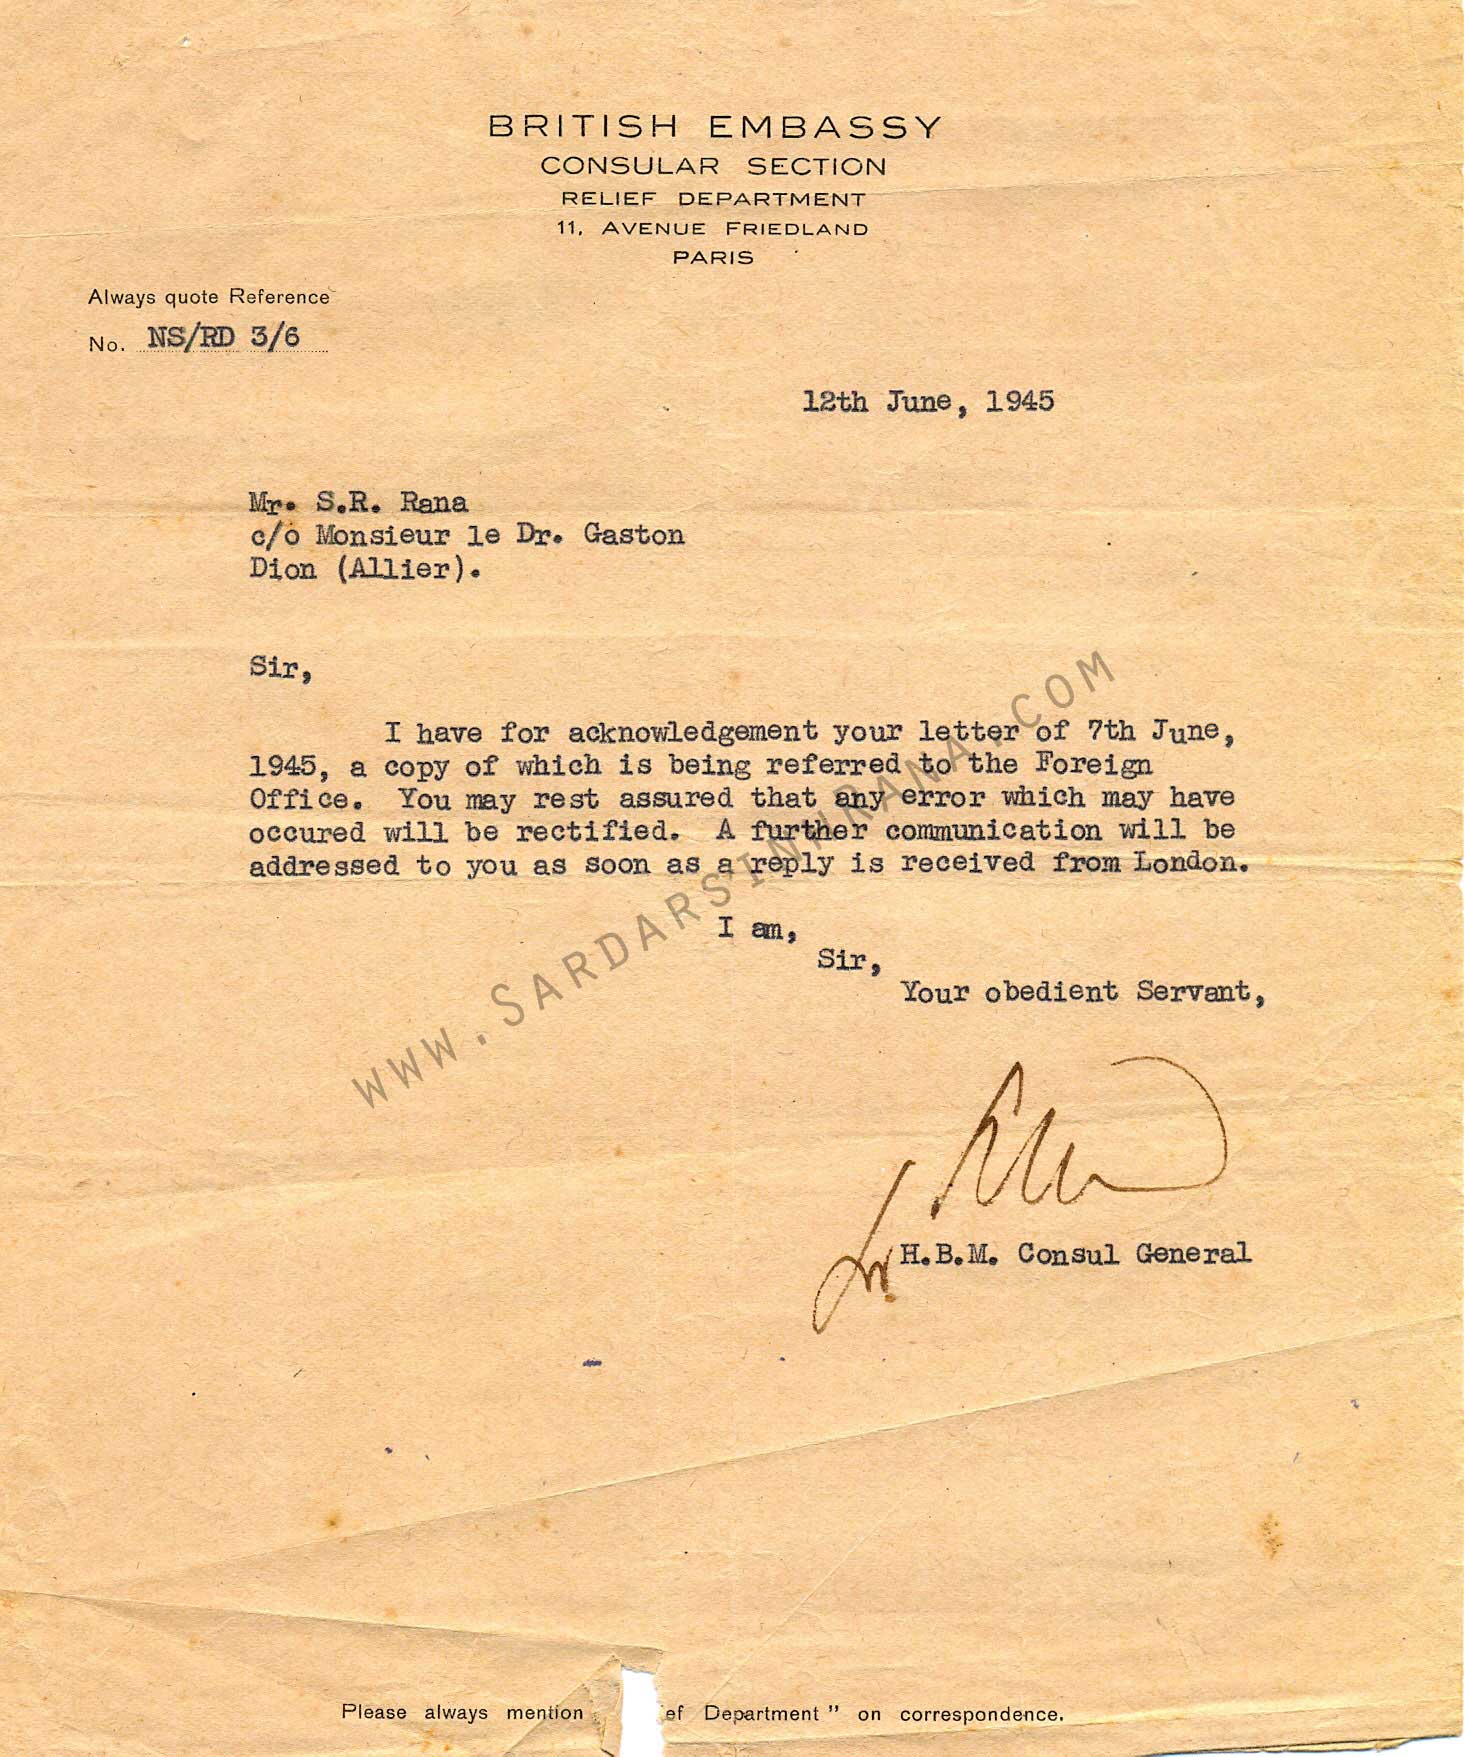 BRITISH EMBASSY
CONSULAR SECTION
RELIEF DEPARTMENT
11, AVENUE FRIEDLAND
PARIS
Always quote Reference
No. NS/RD 3/6
12th June, 1945
Mr. S.R. Rana
c/o Monsieur le Dr. Gaston
Dion (Allier).
Sir,
I have for acknowledgement your letter of 7th June,
1945, a copy of which is being referred to the Foreign
Office. You may rest assured that any error which may have
occured will be rectified. A further communication will be
addressed to you as soon as a reply is received from London.
I am,
Sir,
Your obedient Servant,
for H.B.M. Consul General
Please always mention ef Department" on correspondence.
www.SARDARSINHRANA.COM